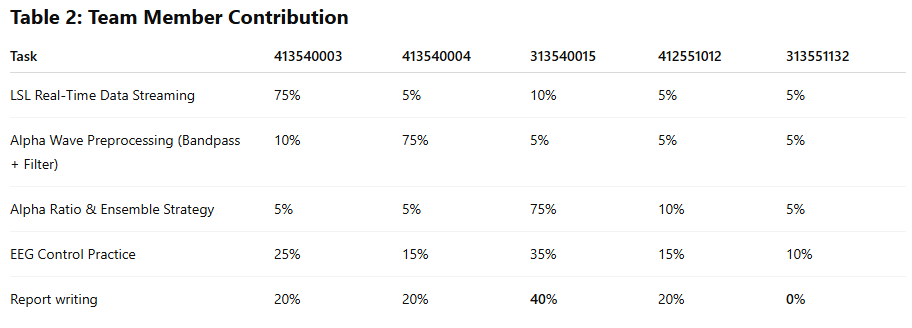 Table 2: Team Member Contribution
Task 413540003 413540004 313540015 412551012 313551132
LSL Real-Time Data Streaming 75% 5% 10% 5% 5%
Alpha Wave Preprocessing (Bandpass 10% 75% 5% 5% 5%
+ Filter)
Alpha Ratio & Ensemble Strategy 5% 5% 75% 10% 5%
EEG Control Practice 25% 15% 35% 15% 10%
Report writing 20% 20% 40% 20% 0%